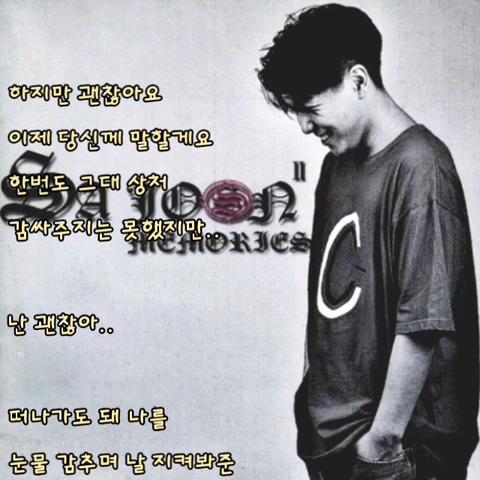 하지만 괜찮아요
이제 당신께 말할게요
한번도 그대 상처
감싸주지는 못했지만..
Sa Joon II
MEMORIES
C
난 괜찮아..
떠나가도 돼 나를
눈물 감추며 날 지켜봐준